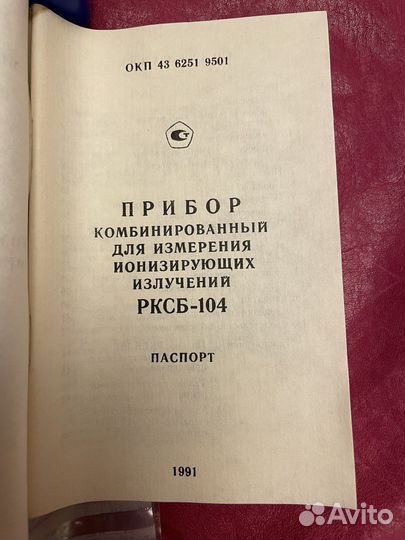 ОКП 43 6251 9501
ПРИБОР
КОМБИНИРОВАННЫЙ
ДЛЯ ИЗМЕРЕНИЯ
ИОНИЗИРУЮЩИХ
ИЗЛУЧЕНИЙ
РКСБ-104
ПАСПОРТ
1991
Avito